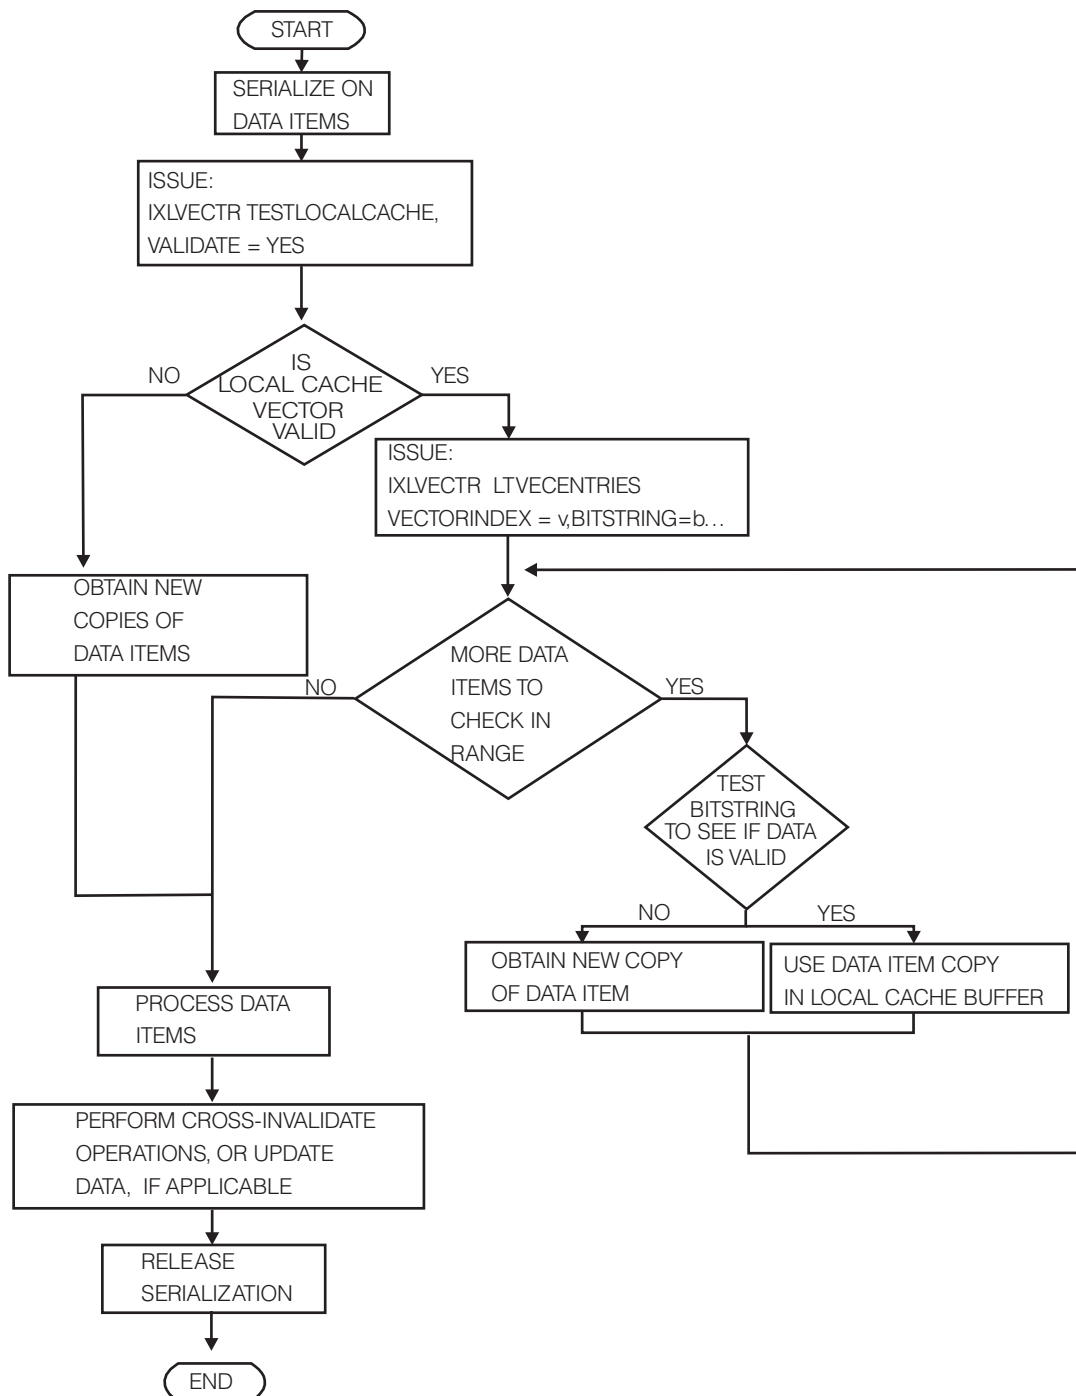 START
SERIALIZE ON
DATA ITEMS
ISSUE:
IXLVECTR TESTLOCALCACHE,
VALIDATE = YES
IS
LOCAL CACHE
VECTOR
VALID
NO
YES
ISSUE:
IXLVECTR LTVECENTRIES
VECTORINDEX = v,BITSTRING=b...
OBTAIN NEW
COPIES OF
DATA ITEMS
MORE DATA
ITEMS TO
CHECK IN
RANGE
NO
YES
TEST
BITSTRING
TO SEE IF DATA
IS VALID
NO
YES
OBTAIN NEW COPY
OF DATA ITEM
USE DATA ITEM COPY
IN LOCAL CACHE BUFFER
PROCESS DATA
ITEMS
PERFORM CROSS-INVALIDATE
OPERATIONS, OR UPDATE
DATA, IF APPLICABLE
RELEASE
SERIALIZATION
END